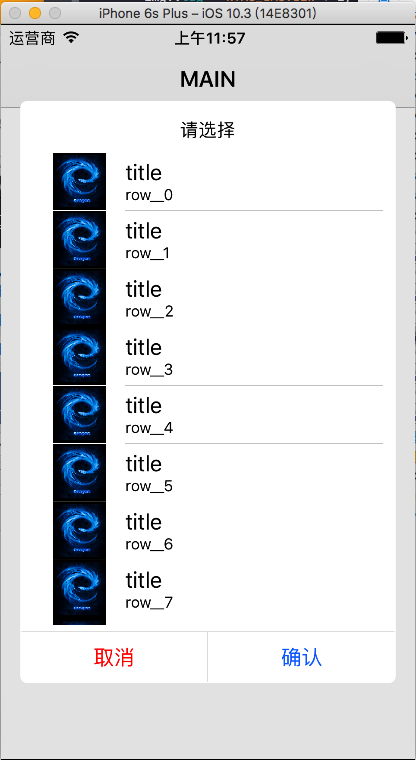 iPhone 6s Plus – iOS 10.3 (14E8301)
运营商 上午11:57
MAIN
请选择
title
row__0
title
row__1
title
row__2
title
row__3
title
row__4
title
row__5
title
row__6
title
row__7
取消 确认